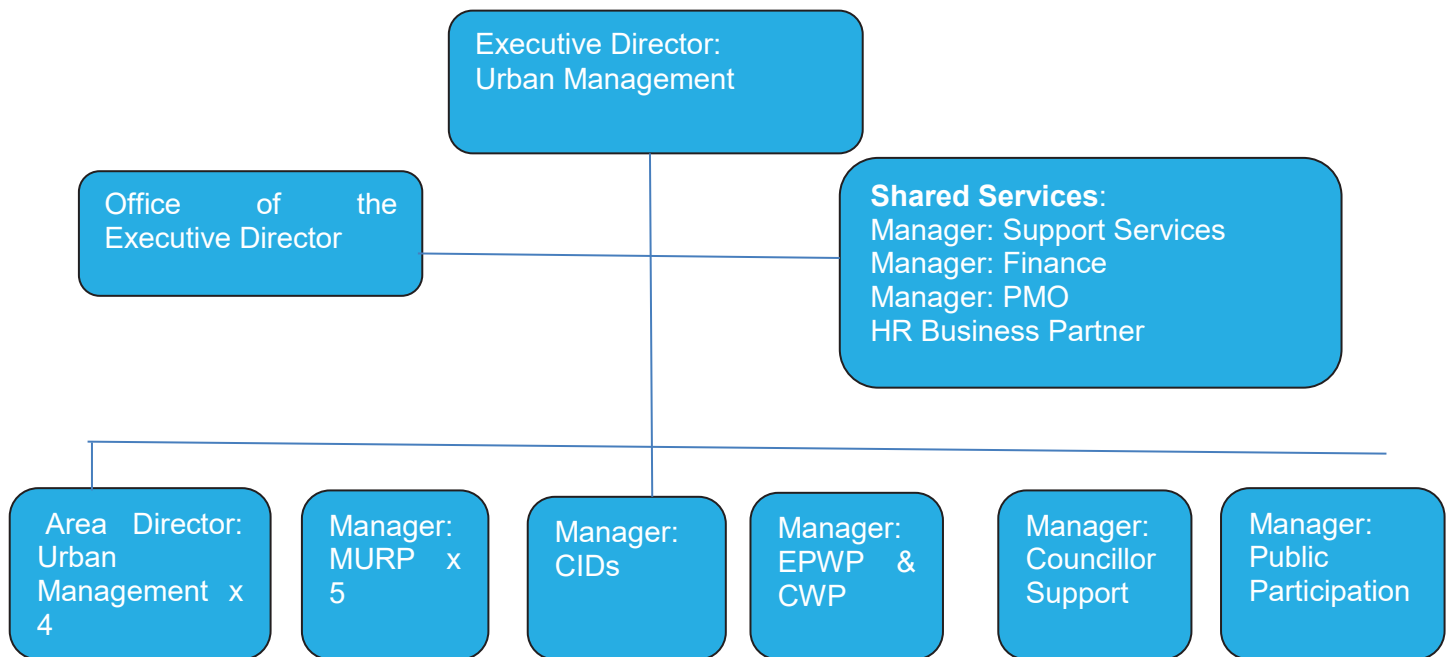 Executive Director:
Urban Management
Office of the
Executive Director
Shared Services:
Manager: Support Services
Manager: Finance
Manager: PMO
HR Business Partner
Area Director:
Urban
Management x
4
Manager:
MURP x
5
Manager:
CIDs
Manager:
EPWP &
CWP
Manager:
Councillor
Support
Manager:
Public
Participation